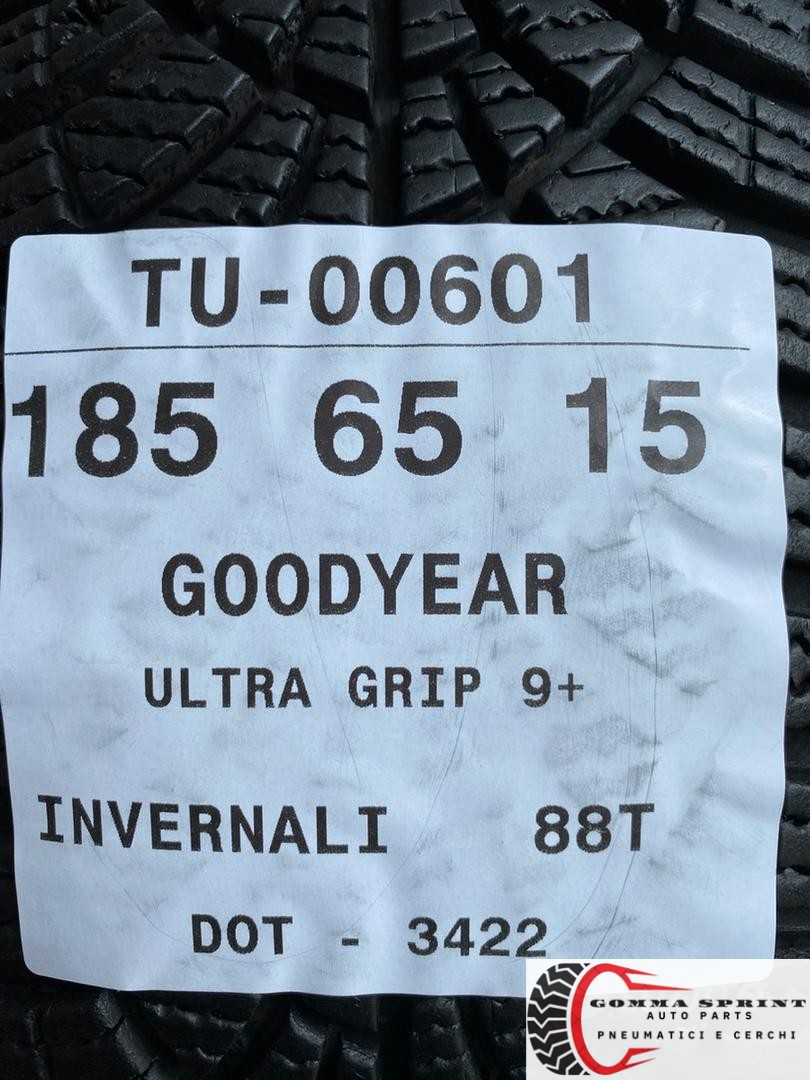 TU-00601
185 65 15
GOODYEAR
ULTRA GRIP 9+
INVERNALI 88T
DOT - 3422
GOMMA SPRINT
AUTO PARTS
PNEUMATICI E CERCHI